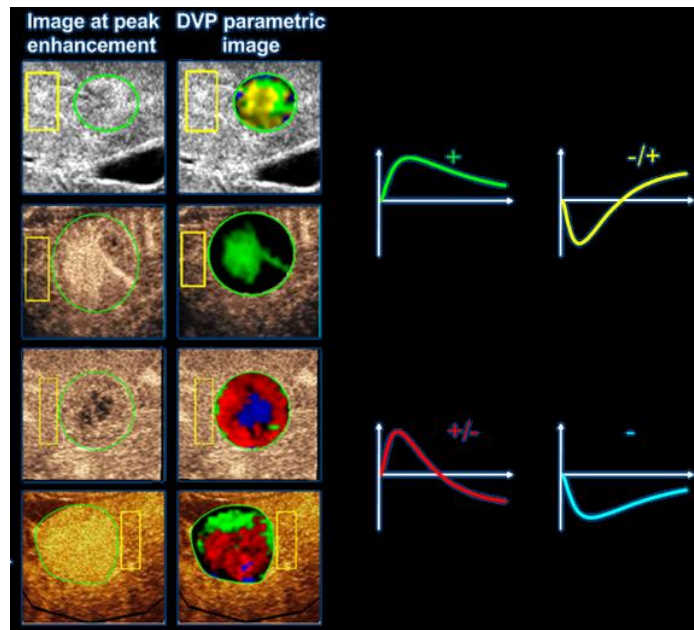 Image at peak
enhancement
DVP parametric
image
+
-/+
+/-
-